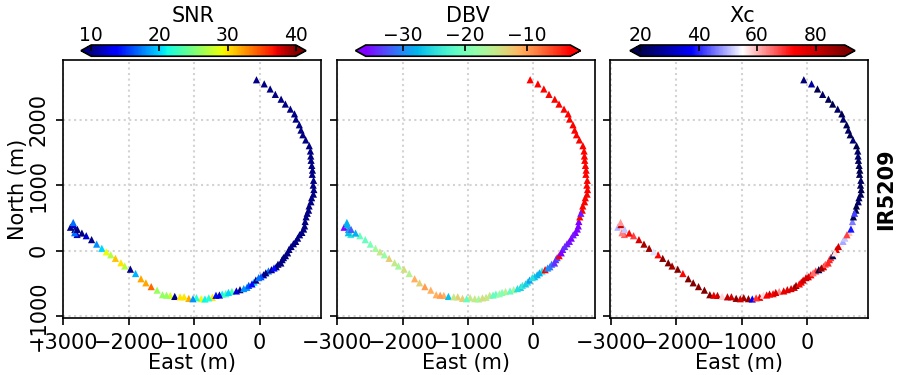 SNR DBV Xc
10 20 30 40 −30 −20 −10 20 40 60 80
North (m)
2000
1000
0
−1000
−3000 −2000 −1000 0 −3000 −2000 −1000 0 −3000 −2000 −1000 0
East (m) East (m) East (m)
IR5209